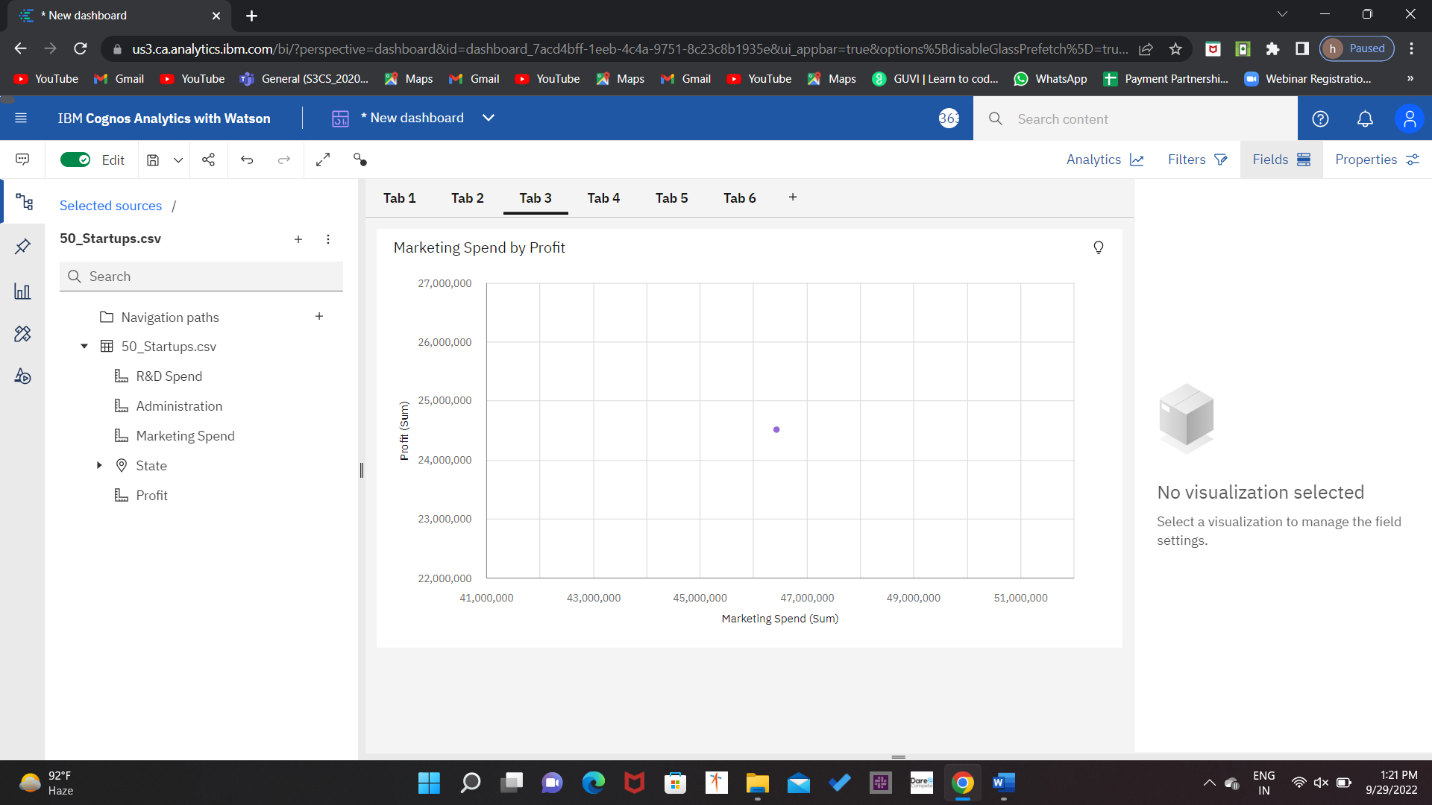 * New dashboard
us3.ca.analytics.ibm.com/bi/?perspective=dashboard&id=dashboard_7acd4bff-1eeb-4c4a-9751-8c23c8b1935e&ui_appbar=true&options%5BdisableGlassPrefetch%5D=tru...
h Paused
YouTube Gmail YouTube General (S3CS_2020... Maps Gmail YouTube Maps Gmail YouTube Maps GUVI | Learn to cod... WhatsApp Payment Partnershi... Webinar Registratio... »
IBM Cognos Analytics with Watson * New dashboard 363 Search content
Edit Analytics Filters Fields Properties
Selected sources /
Tab 1 Tab 2 Tab 3 Tab 4 Tab 5 Tab 6 +
50_Startups.csv
Search
Navigation paths
50_Startups.csv
R&D Spend
Administration
Marketing Spend
State
Profit
Marketing Spend by Profit
27,000,000
26,000,000
25,000,000
24,000,000
23,000,000
22,000,000
Profit (Sum)
41,000,000 43,000,000 45,000,000 47,000,000 49,000,000 51,000,000
Marketing Spend (Sum)
No visualization selected
Select a visualization to manage the field
settings.
92°F
Haze
ENG
IN
1:21 PM
9/29/2022